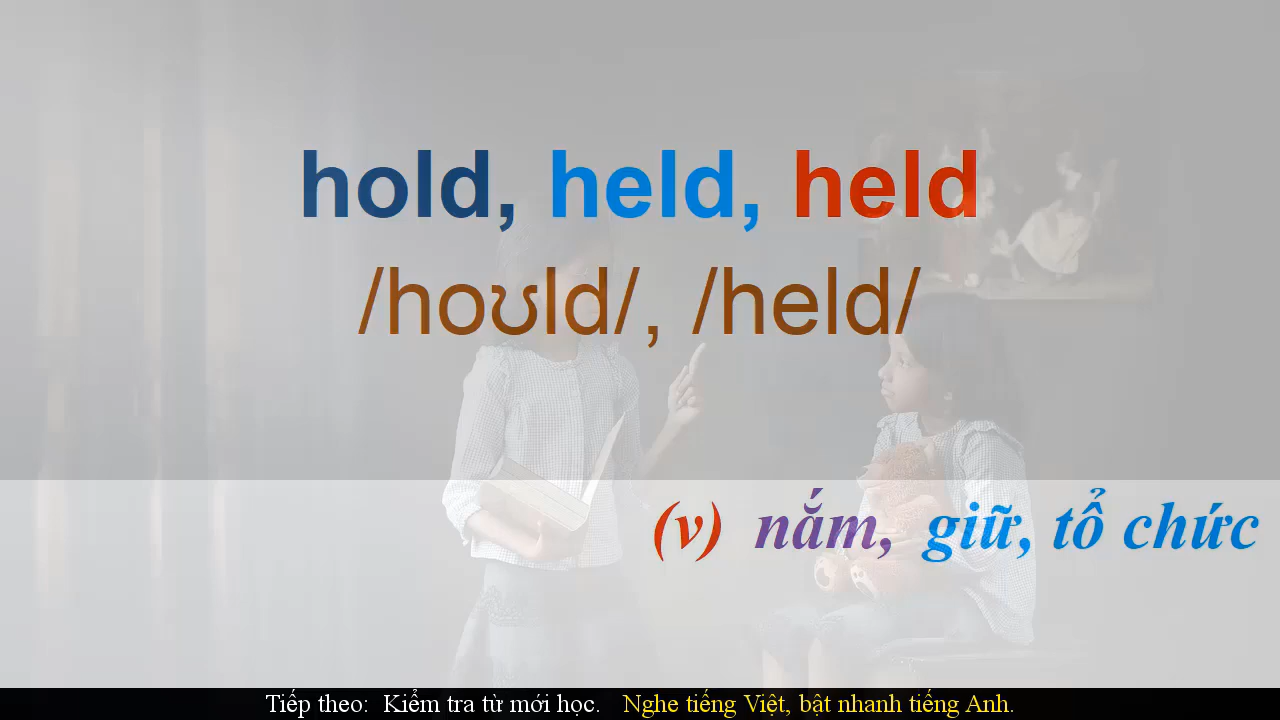 hold, held, held
/hoʊld/, /held/
(v) nắm, giữ, tổ chức
Tiếp theo: Kiểm tra từ mới học. Nghe tiếng Việt, bật nhanh tiếng Anh.